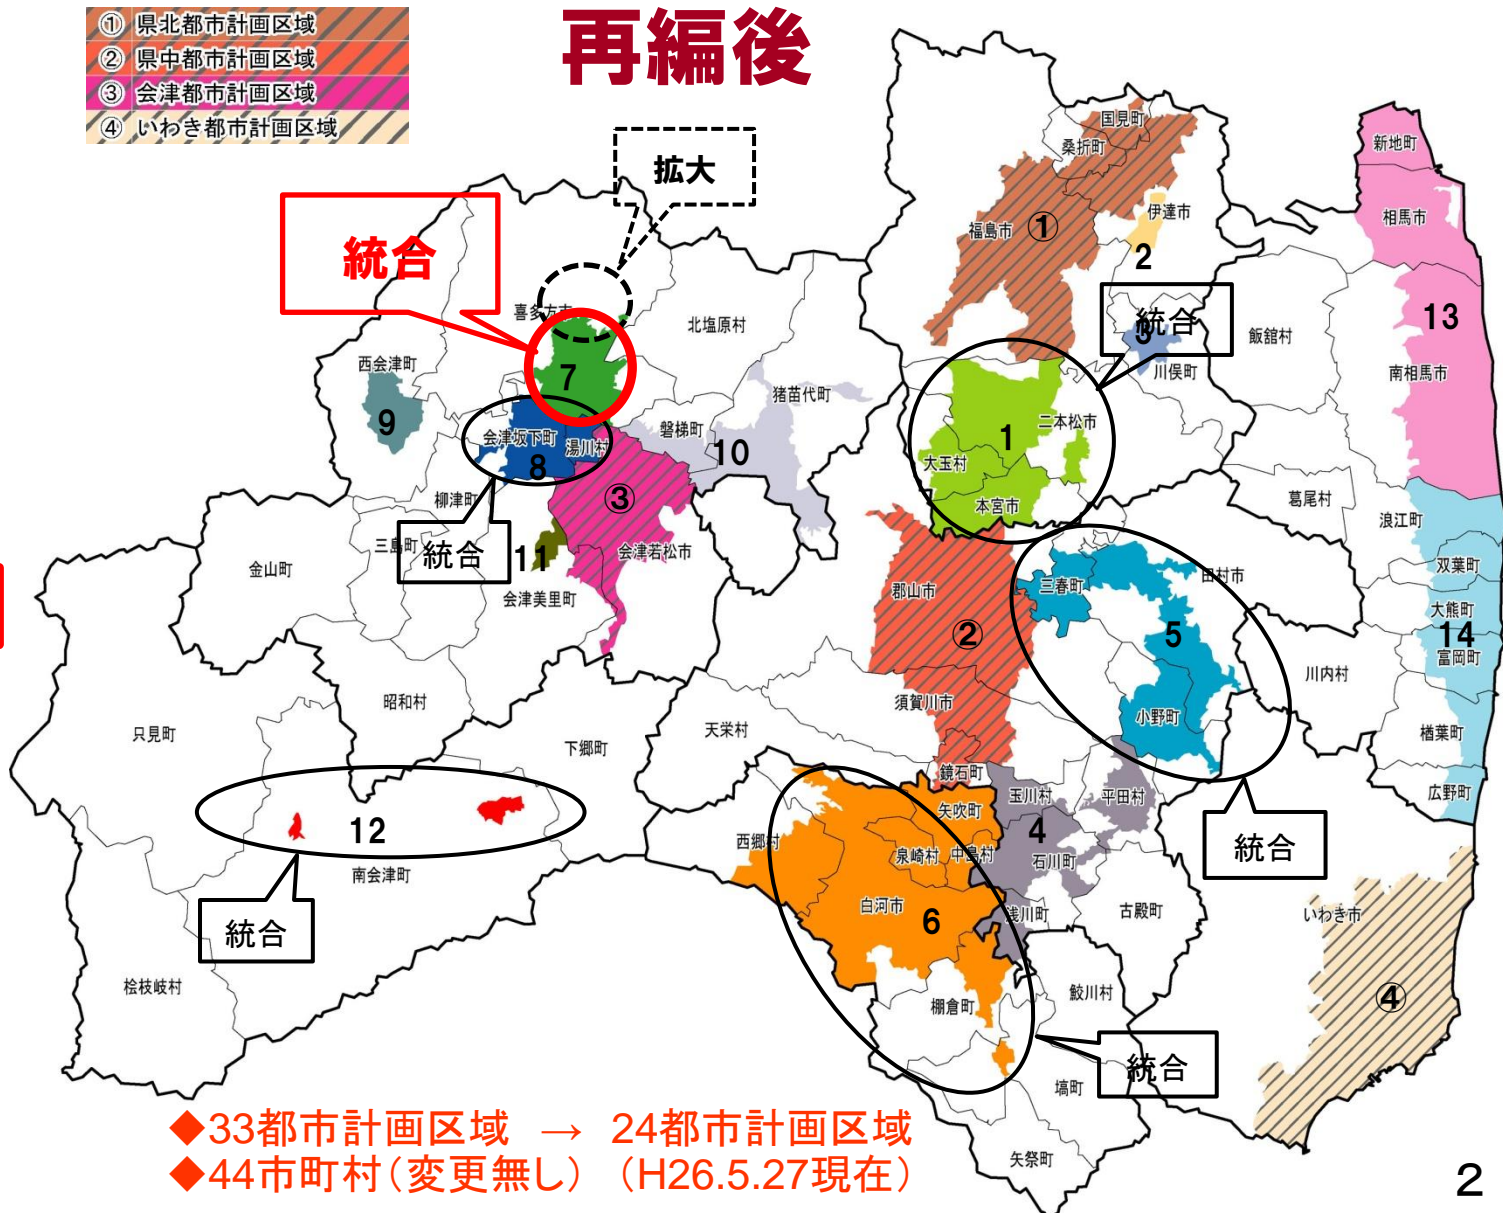 再編後
① 県北都市計画区域
② 県中都市計画区域
③ 会津都市計画区域
④ いわき都市計画区域
拡大
統合
国見町
桑折町
新地町
伊達市
相馬市
福島市
①
2
統合
3
川俣町
飯舘村
13
南相馬市
喜多方市
北塩原村
西会津町
7
猪苗代町
9
会津坂下町
湯川村
磐梯町
10
8
二本松市
1
大玉村
本宮市
柳津町
③
統合
11
三島町
会津若松市
金山町
会津美里町
葛尾村
浪江町
双葉町
大熊町
14
富岡町
郡山市
②
三春町
田村市
5
小野町
川内村
楢葉町
広野町
昭和村
只見町
下郷町
天栄村
須賀川市
鏡石町
玉川村
平田村
矢吹町
4
12
西郷村
泉崎村
中島村
石川町
統合
南会津町
統合
白河市
6
浅川町
古殿町
いわき市
桧枝岐村
棚倉町
鮫川村
④
統合
塙町
矢祭町
◆33都市計画区域 → 24都市計画区域
◆44市町村(変更無し) (H26.5.27現在)
2